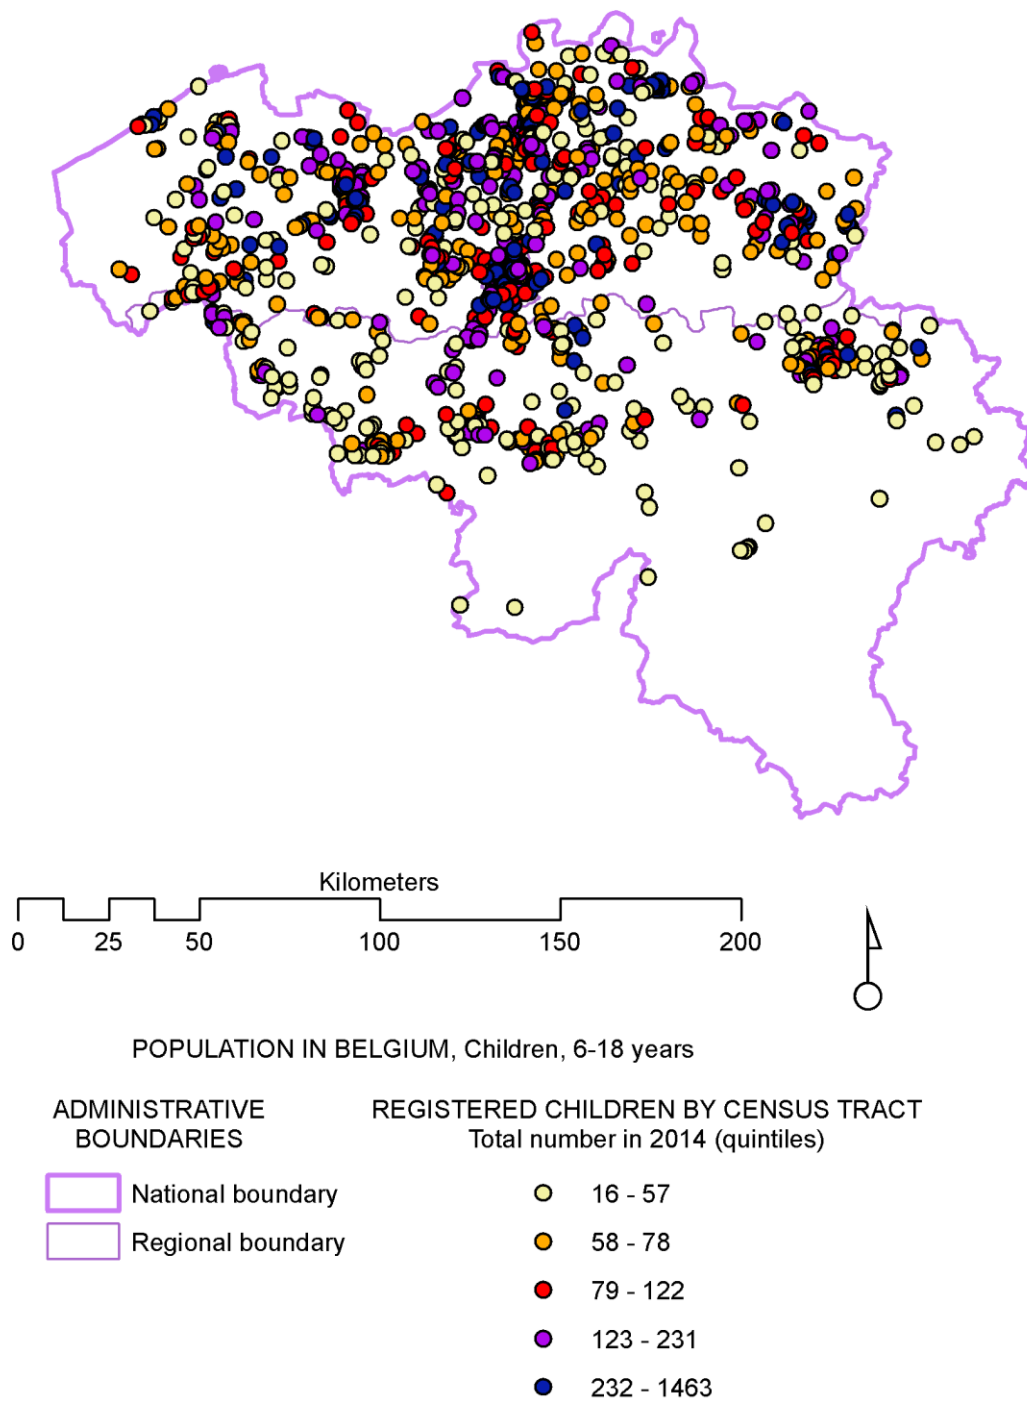 Kilometers
0 25 50 100 150 200
POPULATION IN BELGIUM, Children, 6-18 years
ADMINISTRATIVE
BOUNDARIES
National boundary
Regional boundary
REGISTERED CHILDREN BY CENSUS TRACT
Total number in 2014 (quintiles)
16 - 57
58 - 78
79 - 122
123 - 231
232 - 1463